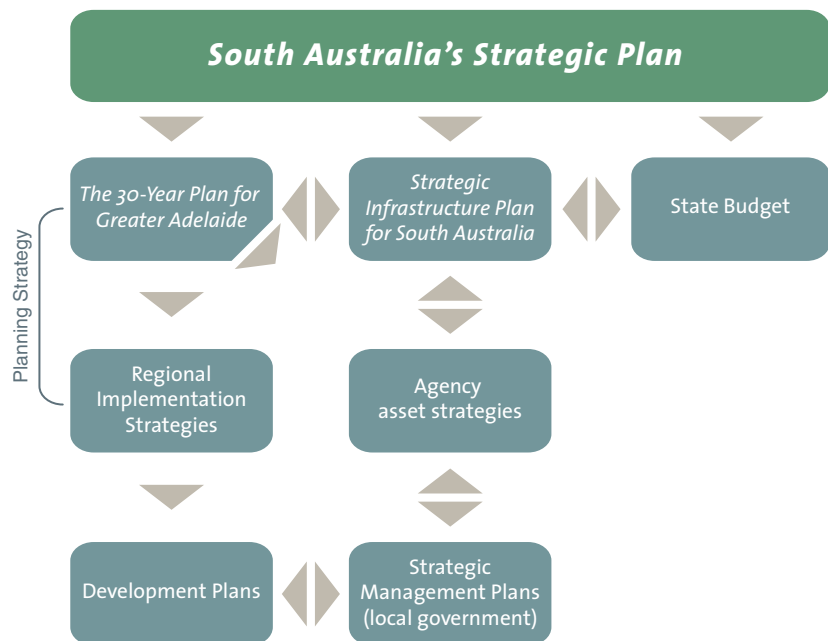 South Australia's Strategic Plan
The 30-Year Plan for
Greater Adelaide
Strategic
Infrastructure Plan
for South Australia
State Budget
Planning Strategy
Regional
Implementation
Strategies
Agency
asset strategies
Development Plans
Strategic
Management Plans
(local government)